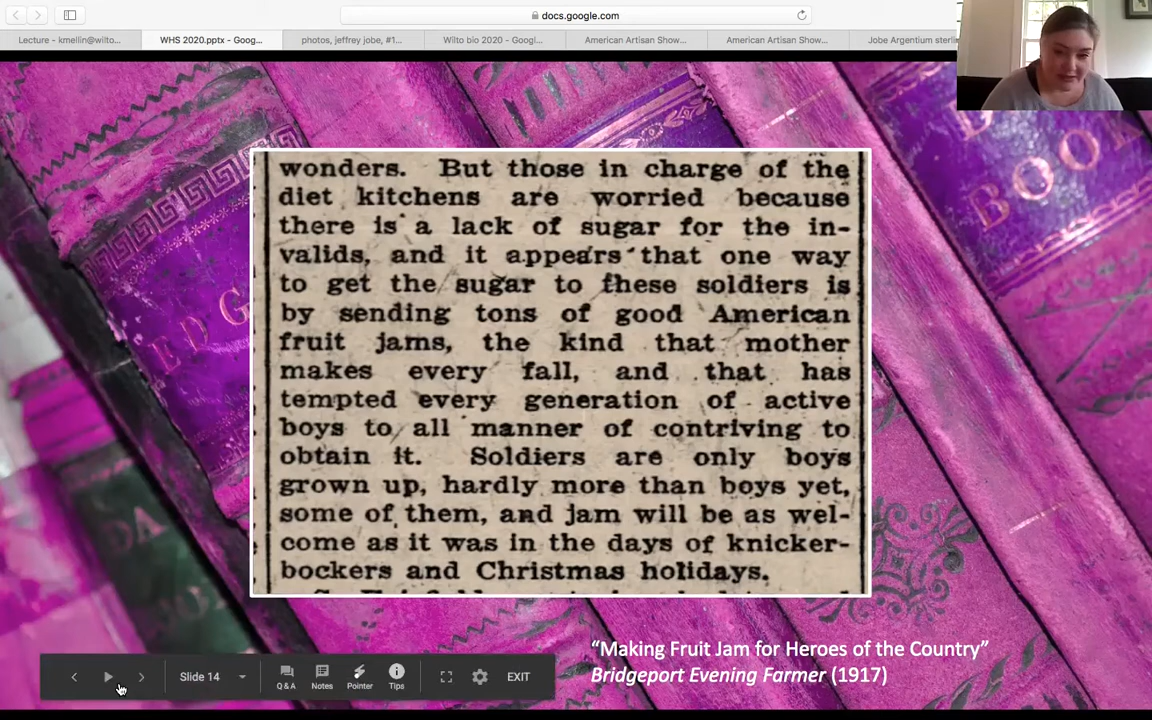 docs.google.com
Lecture - kmellin@wilto...
WHS 2020.pptx - Goog...
photos, jeffrey jobe, #1...
Wilto bio 2020 - Googl...
American Artisan Show...
American Artisan Show...
Jobe Argentium sterli
BOOK
ED G
DA
wonders. But those in charge of the
diet kitchens are worried because
there is a lack of sugar for the in-
valids, and it appears that one way
to get the sugar to these soldiers is
by sending tons of good American
fruit jams, the kind that mother
makes every fall, and that has
tempted every generation of active
boys to all manner of contriving to
obtain it. Soldiers are only boys
grown up, hardly more than boys yet,
some of them, and jam will be as wel-
come as it was in the days of knicker-
bockers and Christmas holidays.
“Making Fruit Jam for Heroes of the Country”
Bridgeport Evening Farmer (1917)
Slide 14
Q & A
Notes
Pointer
Tips
EXIT